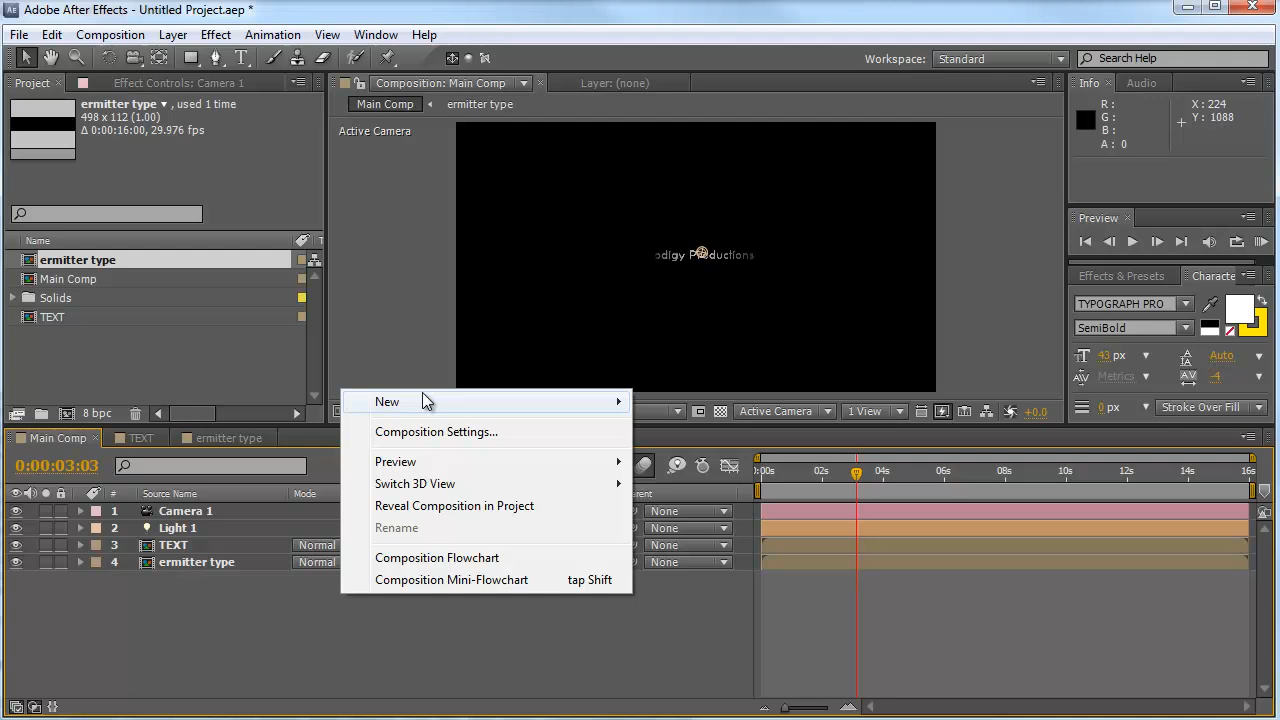 Adobe After Effects - Untitled Project.aep *
File Edit Composition Layer Effect Animation View Window Help
Workspace: Standard Search Help
Project Effect Controls: Camera 1 Composition: Main Comp Layer: (none) Info Audio
ermitter type, used 1 time
498 x 112 (1.00)
Δ 0:00:16:00, 29.976 fps
Main Comp ermitter type
Active Camera
R: X: 224
G: Y: 1088
B:
A: 0
odigy Productions
Preview
Name
ermitter type
Main Comp
Solids
TEXT
Effects & Presets Characte
TYPOGRAPH PRO
SemiBold
43 px Auto
Metrics -4
0 px Stroke Over Fill
8 bpc
Active Camera 1 View +0.0
New
Composition Settings...
Preview
Switch 3D View
Reveal Composition in Project
Rename
Composition Flowchart
Composition Mini-Flowchart tap Shift
Main Comp TEXT ermitter type
0:00:03:03
00s 02s 04s 06s 08s 10s 12s 14s 16s
# Source Name Mode arent
1 Camera 1 None
2 Light 1 None
3 TEXT Normal None
4 ermitter type Normal None